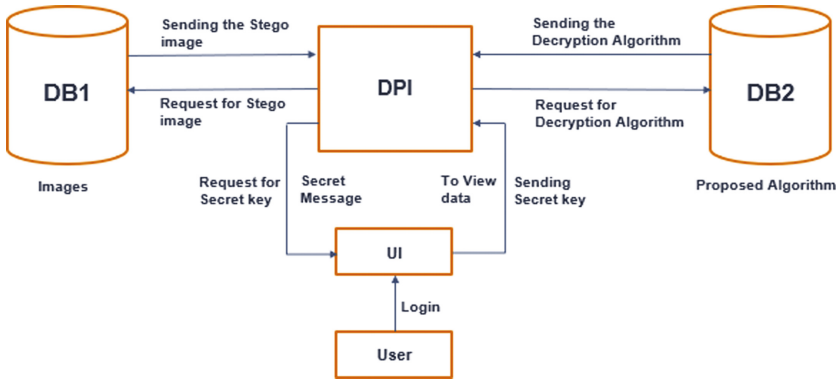 Sending the Stego
image
Sending the
Decryption Algorithm
DB1
DPI
DB2
Request for Stego
image
Request for
Decryption Algorithm
Images
Request for
Secret key
Secret
Message
To View
data
Sending
Secret key
Proposed Algorithm
UI
Login
User